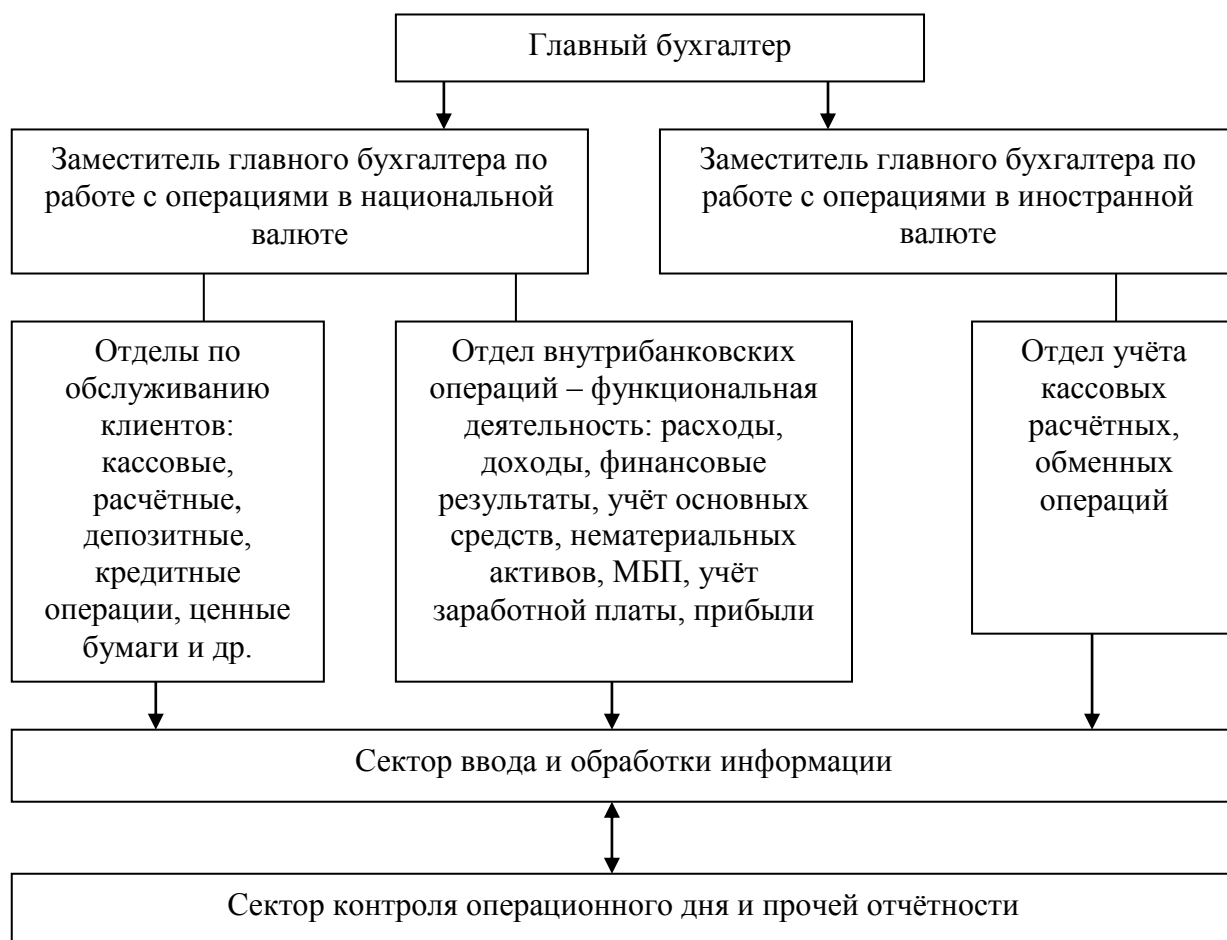 Главный бухгалтер
Заместитель главного бухгалтера по
работе с операциями в национальной
валюте
Заместитель главного бухгалтера по
работе с операциями в иностранной
валюте
Отделы по
обслуживанию
клиентов:
кассовые,
расчётные,
депозитные,
кредитные
операции, ценные
бумаги и др.
Отдел внутрибанковских
операций – функциональная
деятельность: расходы,
доходы, финансовые
результаты, учёт основных
средств, нематериальных
активов, МБП, учёт
заработной платы, прибыли
Отдел учёта
кассовых
расчётных,
обменных
операций
Сектор ввода и обработки информации
Сектор контроля операционного дня и прочей отчётности